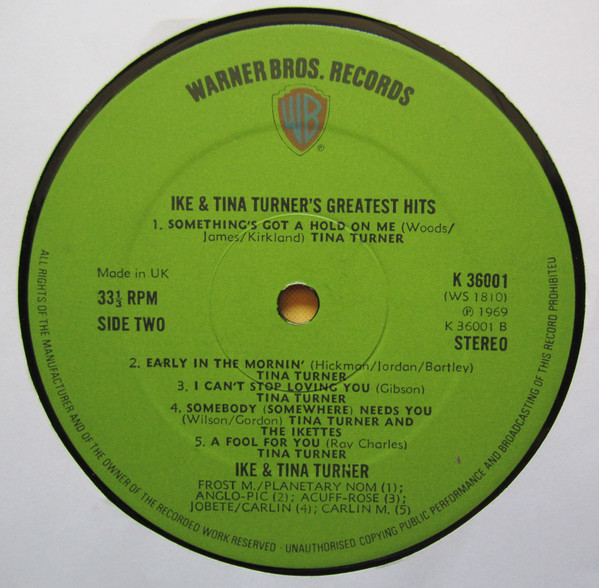 WARNER BROS. RECORDS
WB
®
IKE & TINA TURNER'S GREATEST HITS
1. SOMETHING'S GOT A HOLD ON ME (Woods/
James/Kirkland) TINA TURNER
Made in UK
33⅓ RPM
SIDE TWO
K 36001
(WS 1810)
℗ 1969
K 36001 B
STEREO
2. EARLY IN THE MORNIN' (Hickman/Jordan/Bartley)
TINA TURNER
3. I CAN'T STOP LOVING YOU (Gibson)
TINA TURNER
4. SOMEBODY (SOMEWHERE) NEEDS YOU
(Wilson/Gordon) TINA TURNER AND
THE IKETTES
5. A FOOL FOR YOU (Ray Charles)
TINA TURNER
IKE & TINA TURNER
FROST M./PLANETARY NOM (1);
ANGLO-PIC (2); ACUFF-ROSE (3);
JOBETE/CARLIN (4); CARLIN M. (5)
ALL RIGHTS OF THE MANUFACTURER AND OF THE OWNER OF THE RECORDED WORK RESERVED · UNAUTHORISED COPYING PUBLIC PERFORMANCE AND BROADCASTING OF THIS RECORD PROHIBITED